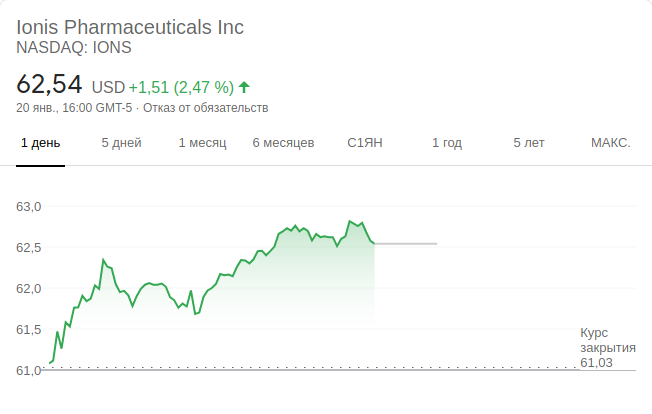 Ionis Pharmaceuticals Inc
NASDAQ: IONS
62,54 USD +1,51 (2,47 %)
20 янв., 16:00 GMT-5 · Отказ от обязательств
1 день 5 дней 1 месяц 6 месяцев С1ЯН 1 год 5 лет МАКС.
63,0
62,5
62,0
61,5
61,0
Курс
закрытия
61,03